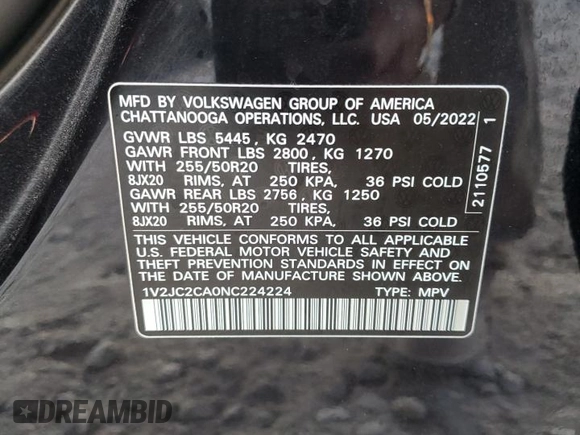 MFD BY VOLKSWAGEN GROUP OF AMERICA
CHATTANOOGA OPERATIONS, LLC. USA 05/2022
GVWR LBS 5445, KG 2470
GAWR FRONT LBS 2800, KG 1270
WITH 255/50R20 TIRES,
8JX20 RIMS, AT 250 KPA, 36 PSI COLD
GAWR REAR LBS 2756, KG 1250
WITH 255/50R20 TIRES,
8JX20 RIMS, AT 250 KPA, 36 PSI COLD
THIS VEHICLE CONFORMS TO ALL APPLICABLE
U.S. FEDERAL MOTOR VEHICLE SAFETY
STANDARDS IN EFFECT ON THE
DATE OF MANUFACTURE SHOWN ABOVE.
1V2JC2CA0NC224224 TYPE: MPV
2110577 1
DREAMBID